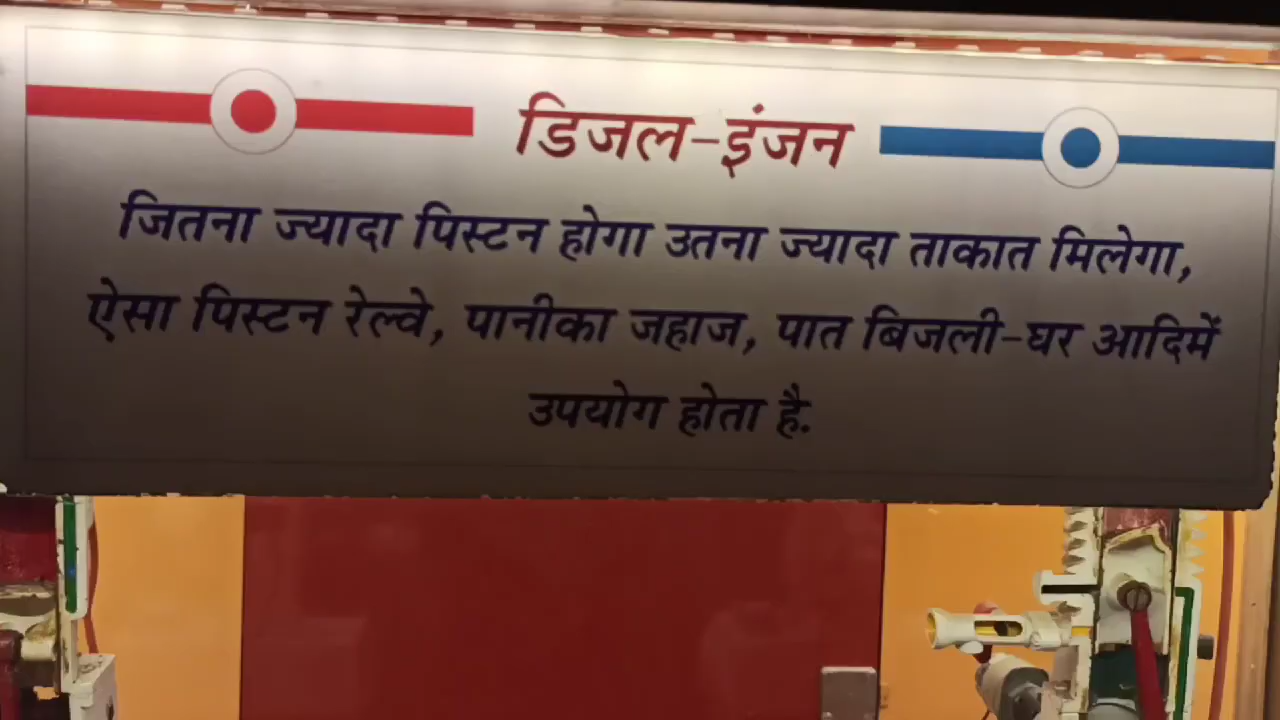 डिजल-इंजन
जितना ज्यादा पिस्टन होगा उतना ज्यादा ताकात मिलेगा,
ऐसा पिस्टन रेल्वे, पानीका जहाज, पात बिजली-घर आदिमें
उपयोग होता है.